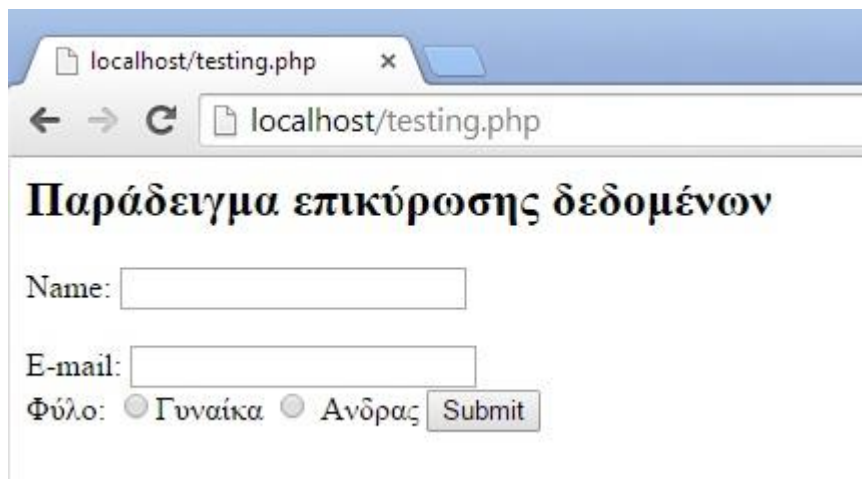 localhost/testing.php
localhost/testing.php
Παράδειγμα επικύρωσης δεδομένων
Name:
E-mail:
Φύλο: Γυναίκα Ανδρας Submit